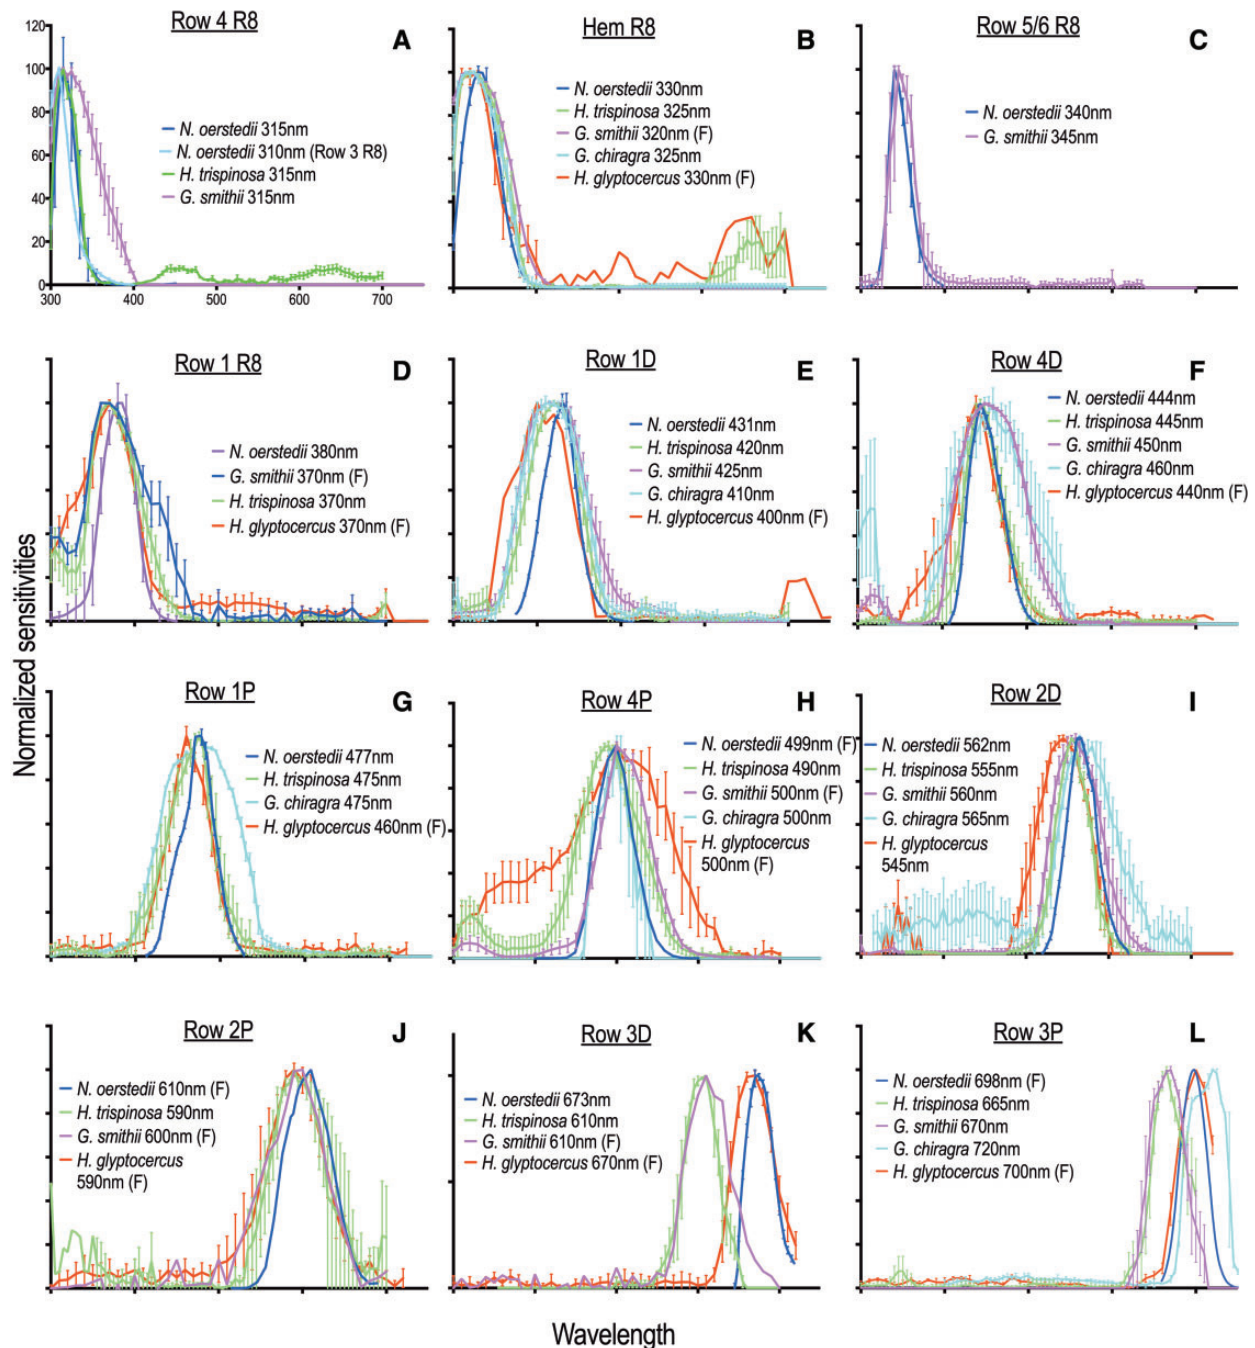 Row 4 R8
A
120
100
80
60
40
20
0
300
400
500
600
700
N. oerstedii 315nm
N. oerstedii 310nm (Row 3 R8)
H. trispinosa 315nm
G. smithii 315nm
Hem R8
B
N. oerstedii 330nm
H. trispinosa 325nm
G. smithii 320nm (F)
G. chiragra 325nm
H. glyptocercus 330nm (F)
Row 5/6 R8
C
N. oerstedii 340nm
G. smithii 345nm
Row 1 R8
D
N. oerstedii 380nm
G. smithii 370nm (F)
H. trispinosa 370nm
H. glyptocercus 370nm (F)
Row 1D
E
N. oerstedii 431nm
H. trispinosa 420nm
G. smithii 425nm
G. chiragra 410nm
H. glyptocercus 400nm (F)
Row 4D
F
N. oerstedii 444nm
H. trispinosa 445nm
G. smithii 450nm
G. chiragra 460nm
H. glyptocercus 440nm (F)
Normalized sensitivities
Row 1P
G
N. oerstedii 477nm
H. trispinosa 475nm
G. chiragra 475nm
H. glyptocercus 460nm (F)
Row 4P
H
N. oerstedii 499nm (F)
H. trispinosa 490nm
G. smithii 500nm (F)
G. chiragra 500nm
H. glyptocercus
500nm (F)
Row 2D
I
N. oerstedii 562nm
H. trispinosa 555nm
G. smithii 560nm
G. chiragra 565nm
H. glyptocercus
545nm
Row 2P
J
N. oerstedii 610nm (F)
H. trispinosa 590nm
G. smithii 600nm (F)
H. glyptocercus
590nm (F)
Row 3D
K
N. oerstedii 673nm
H. trispinosa 610nm
G. smithii 610nm (F)
H. glyptocercus 670nm (F)
Row 3P
L
N. oerstedii 698nm (F)
H. trispinosa 665nm
G. smithii 670nm
G. chiragra 720nm
H. glyptocercus 700nm (F)
Wavelength